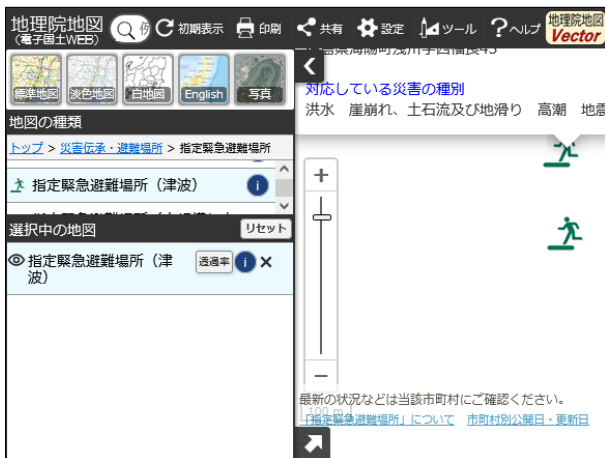 地理院地図
(電子国土WEB)
初期表示
印刷
共有
設定
ツール
ヘルプ
地理院地図
Vector
標準地図
淡色地図
白地図
English
写真
地図の種類
トップ > 災害伝承・避難場所 > 指定緊急避難場所
指定緊急避難場所（津波）
選択中の地図
リセット
指定緊急避難場所（津
波）
透過率
対応している災害の種別
洪水 崖崩れ、土石流及び地滑り 高潮 地震
+
−
最新の状況などは当該市町村にご確認ください。
100 m
「指定緊急避難場所」について 市町村別公開日・更新日